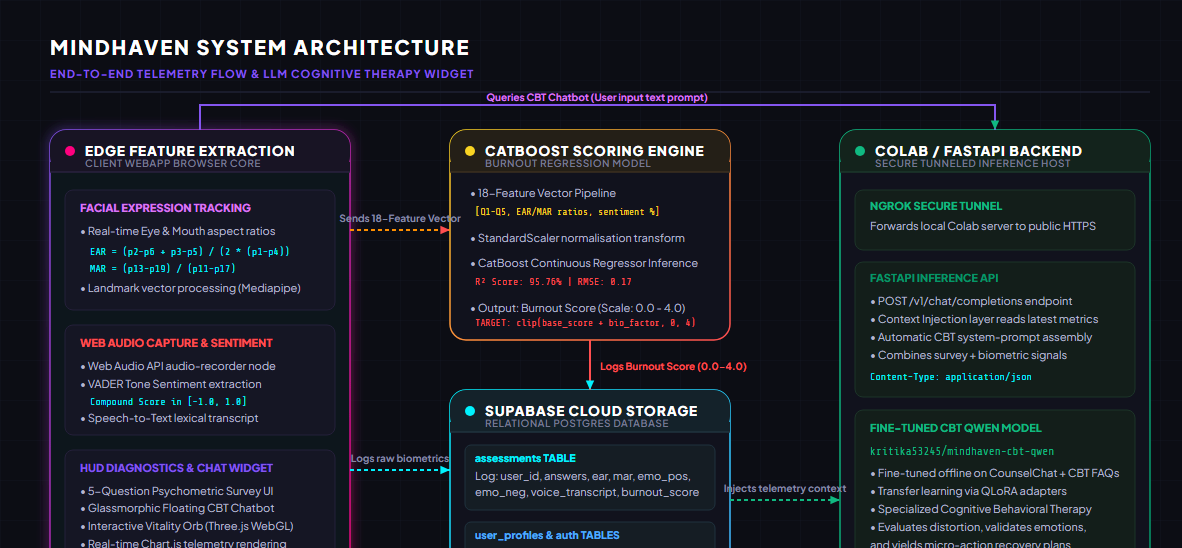 MINDHAVEN SYSTEM ARCHITECTURE
END-TO-END TELEMETRY FLOW & LLM COGNITIVE THERAPY WIDGET
Queries CBT Chatbot (User input text prompt)
EDGE FEATURE EXTRACTION
CLIENT WEBAPP BROWSER CORE
FACIAL EXPRESSION TRACKING
• Real-time Eye & Mouth aspect ratios
EAR = (p2-p6 + p3-p5) / (2 * (p1-p4))
MAR = (p13-p19) / (p11-p17)
• Landmark vector processing (Mediapipe)
WEB AUDIO CAPTURE & SENTIMENT
• Web Audio API audio-recorder node
• VADER Tone Sentiment extraction
Compound Score in [-1.0, 1.0]
• Speech-to-Text lexical transcript
HUD DIAGNOSTICS & CHAT WIDGET
• 5-Question Psychometric Survey UI
• Glassmorphic Floating CBT Chatbot
• Interactive Vitality Orb (Three.js WebGL)
• Real-time Chart.js telemetry rendering
Sends 18-Feature Vector
Logs raw biometrics
CATBOOST SCORING ENGINE
BURNOUT REGRESSION MODEL
• 18-Feature Vector Pipeline
[Q1-Q5, EAR/MAR ratios, sentiment %]
• StandardScaler normalisation transform
• CatBoost Continuous Regressor Inference
R² Score: 95.76% | RMSE: 0.17
• Output: Burnout Score (Scale: 0.0 - 4.0)
TARGET: clip(base_score + bio_factor, 0, 4)
Logs Burnout Score (0.0-4.0)
SUPABASE CLOUD STORAGE
RELATIONAL POSTGRES DATABASE
assessments TABLE
Log: user_id, answers, ear, mar, emo_pos,
emo_neg, voice_transcript, burnout_score
user_profiles & auth TABLES
Injects telemetry context
COLAB / FASTAPI BACKEND
SECURE TUNNELED INFERENCE HOST
NGROK SECURE TUNNEL
Forwards local Colab server to public HTTPS
FASTAPI INFERENCE API
• POST /v1/chat/completions endpoint
• Context Injection layer reads latest metrics
• Automatic CBT system-prompt assembly
• Combines survey + biometric signals
Content-Type: application/json
FINE-TUNED CBT QWEN MODEL
kritika53245/mindhaven-cbt-qwen
• Fine-tuned offline on CounselChat + CBT FAQs
• Transfer learning via QLoRA adapters
• Specialized Cognitive Behavioral Therapy
• Evaluates distortion, validates emotions,
and yields micro-action recovery plans